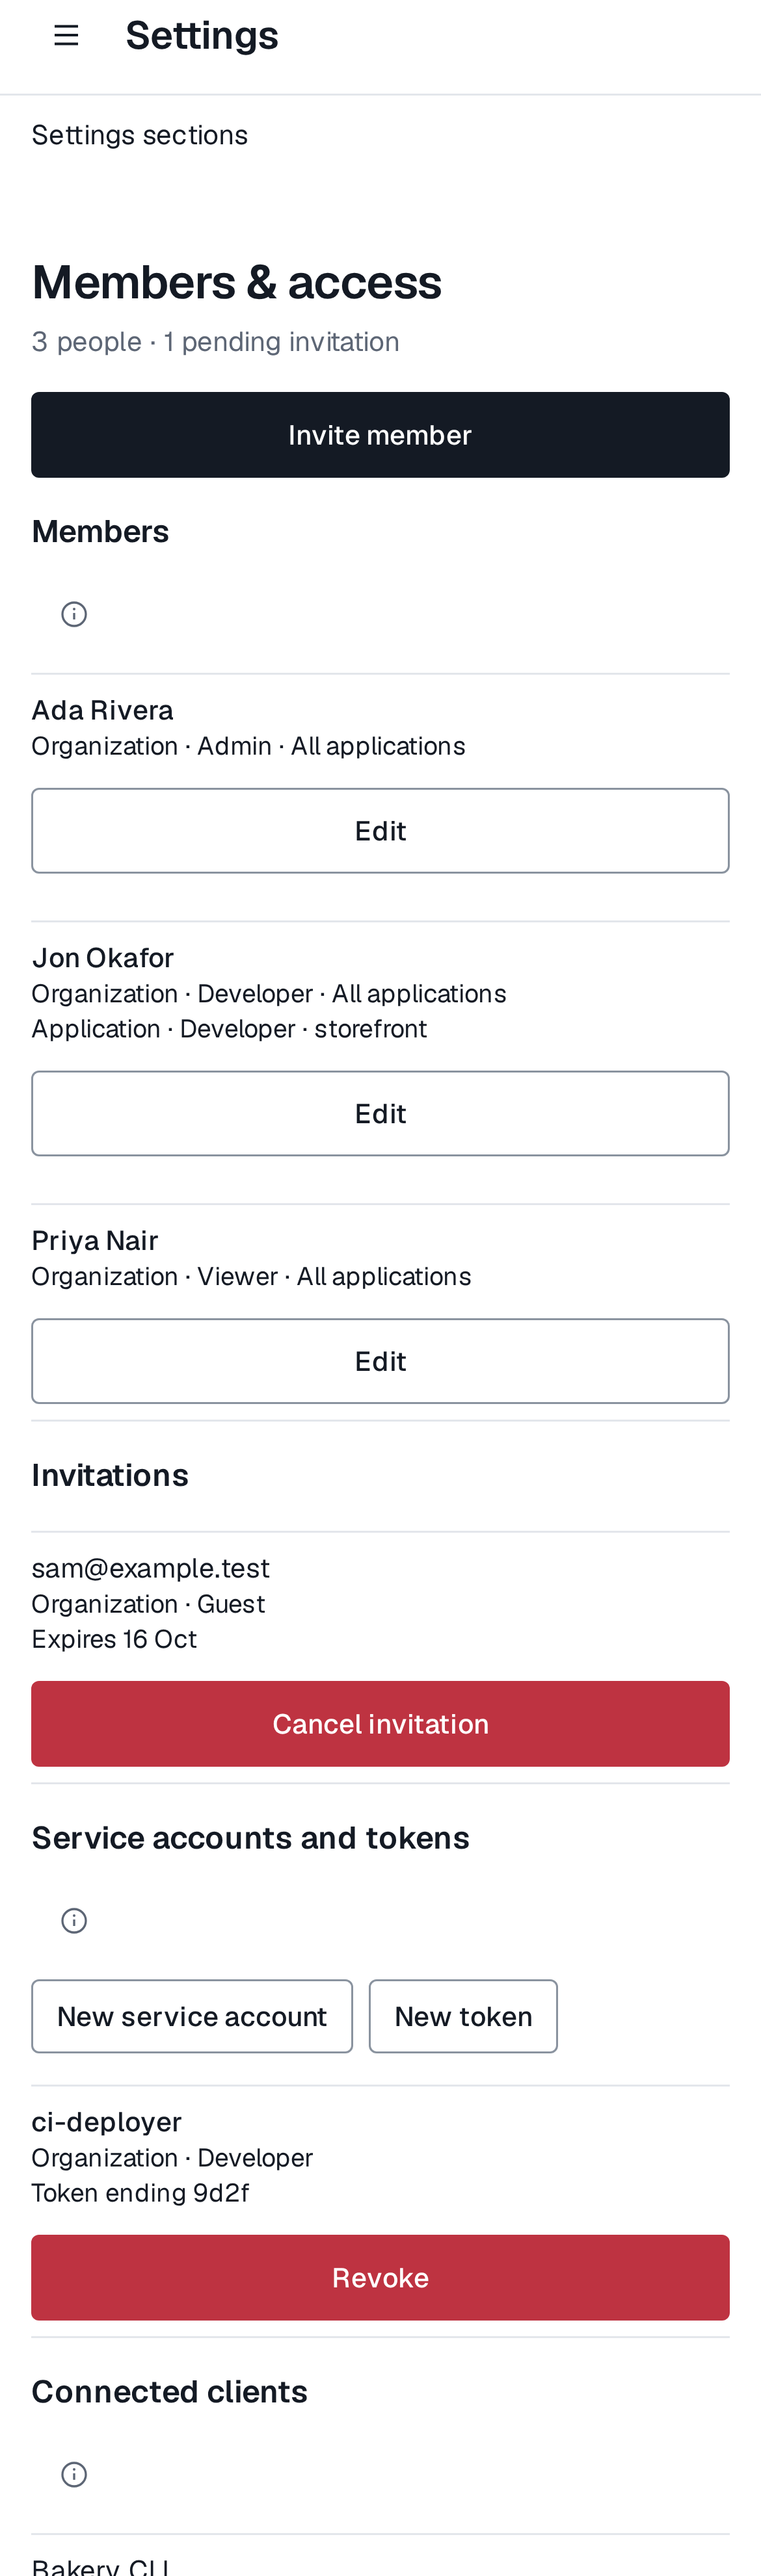 Settings
Settings sections
Members & access
3 people · 1 pending invitation
Invite member
Members
Ada Rivera
Organization · Admin · All applications
Edit
Jon Okafor
Organization · Developer · All applications
Application · Developer · storefront
Edit
Priya Nair
Organization · Viewer · All applications
Edit
Invitations
sam@example.test
Organization · Guest
Expires 16 Oct
Cancel invitation
Service accounts and tokens
New service account
New token
ci-deployer
Organization · Developer
Token ending 9d2f
Revoke
Connected clients
Bakery CLI